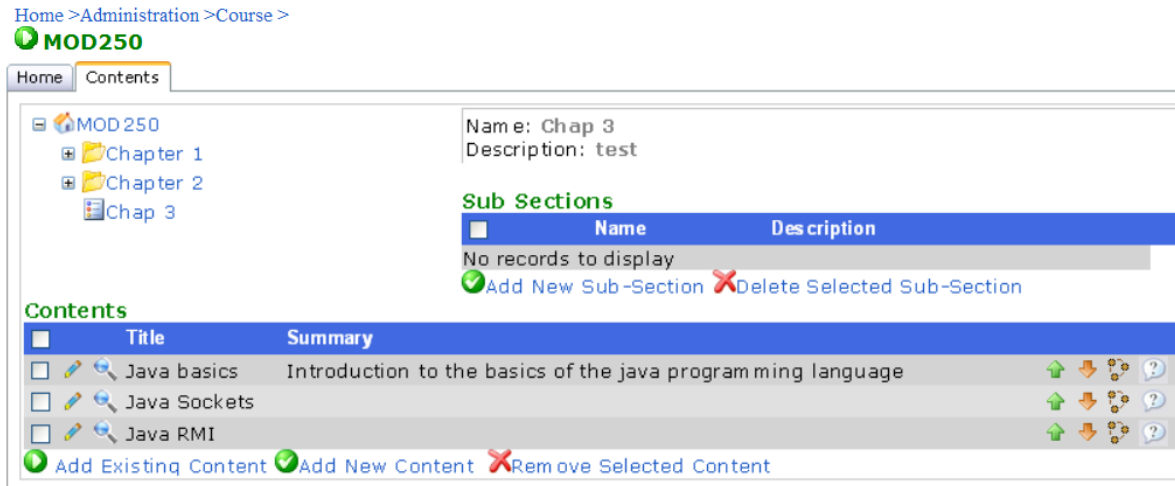 Home >Administration >Course >
MOD250
Home Contents
MOD250
Chapter 1
Chapter 2
Chap 3
Name: Chap 3
Description: test
Sub Sections
Name Description
No records to display
Add New Sub-Section Delete Selected Sub-Section
Contents
Title Summary
Java basics Introduction to the basics of the java programming language
Java Sockets
Java RMI
Add Existing Content Add New Content Remove Selected Content